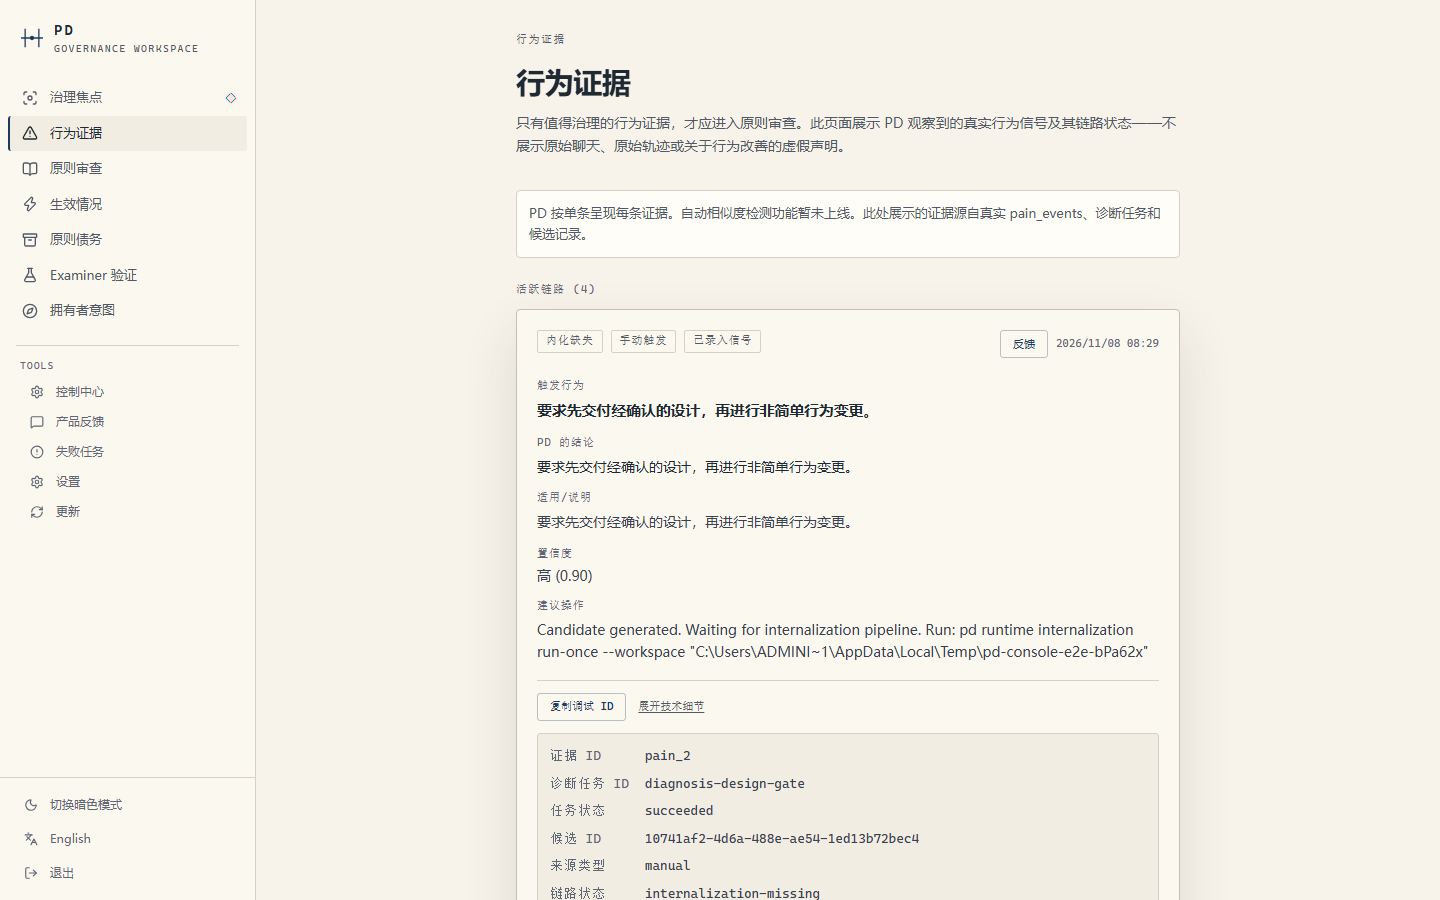 PD
GOVERNANCE WORKSPACE
治理焦点
行为证据
原则审查
生效情况
原则债务
Examiner 验证
拥有者意图
TOOLS
控制中心
产品反馈
失败任务
设置
更新
切换暗色模式
English
退出
行为证据
行为证据
只有值得治理的行为证据，才应进入原则审查。此页面展示 PD 观察到的真实行为信号及其链路状态——不
展示原始聊天、原始轨迹或关于行为改善的虚假声明。
PD 按单条呈现每条证据。自动相似度检测功能暂未上线。此处展示的证据源自真实 pain_events、诊断任务和
候选记录。
活跃链路 (4)
内化缺失 手动触发 已录入信号 反馈 2026/11/08 08:29
触发行为
要求先交付经确认的设计，再进行非简单行为变更。
PD 的结论
要求先交付经确认的设计，再进行非简单行为变更。
适用/说明
要求先交付经确认的设计，再进行非简单行为变更。
置信度
高 (0.90)
建议操作
Candidate generated. Waiting for internalization pipeline. Run: pd runtime internalization
run-once --workspace "C:\Users\ADMINI~1\AppData\Local\Temp\pd-console-e2e-bPa62x"
复制调试 ID 展开技术细节
证据 ID pain_2
诊断任务 ID diagnosis-design-gate
任务状态 succeeded
候选 ID 10741af2-4d6a-488e-ae54-1ed13b72bec4
来源类型 manual
链路状态 internalization-missing